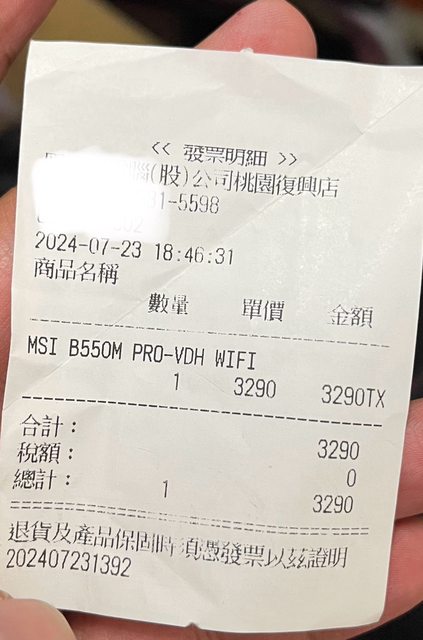 << 發票明細 >>
(股)公司桃園復興店
1-5598
2024-07-23 18:46:31
商品名稱
數量 單價 金額
MSI B550M PRO-VDH WIFI
1 3290 3290TX
合計: 3290
稅額: 0
總計: 1 3290
退貨及產品保固時須憑發票以茲證明
202407231392